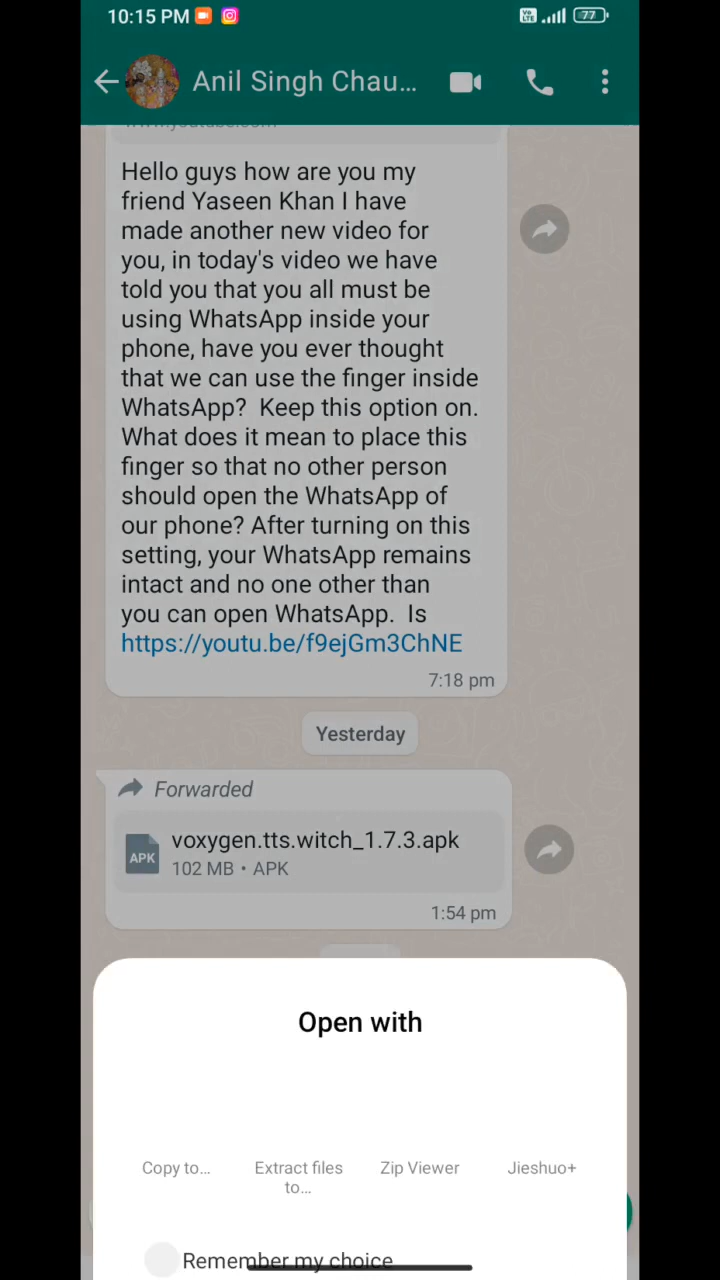 10:15 PM
Vo LTE
77
Anil Singh Chau...
www.youtube.com
Hello guys how are you my
friend Yaseen Khan I have
made another new video for
you, in today's video we have
told you that you all must be
using WhatsApp inside your
phone, have you ever thought
that we can use the finger inside
WhatsApp?  Keep this option on.
What does it mean to place this
finger so that no other person
should open the WhatsApp of
our phone? After turning on this
setting, your WhatsApp remains
intact and no one other than
you can open WhatsApp.  Is
https://youtu.be/f9ejGm3ChNE
7:18 pm
Yesterday
Forwarded
voxygen.tts.witch_1.7.3.apk
APK
102 MB • APK
1:54 pm
Open with
Copy to...
Extract files
to...
Zip Viewer
Jieshuo+
Remember my choice